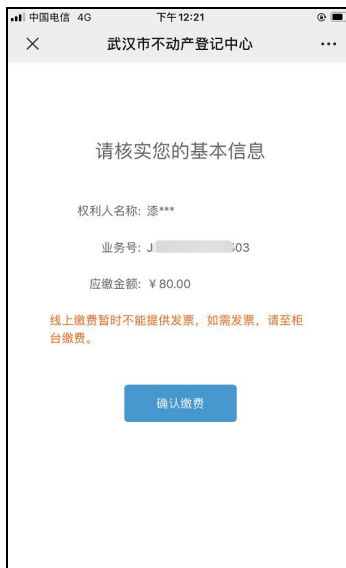 中国电信 4G 下午12:21
武汉市不动产登记中心
请核实您的基本信息
权利人名称: 漆***
业务号: J 503
应缴金额: ￥80.00
线上缴费暂时不能提供发票，如需发票，请至柜
台缴费。
确认缴费